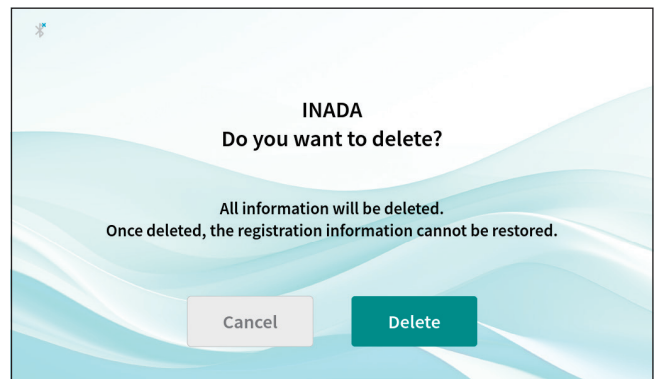 INADA
Do you want to delete?
All information will be deleted.
Once deleted, the registration information cannot be restored.
Cancel
Delete